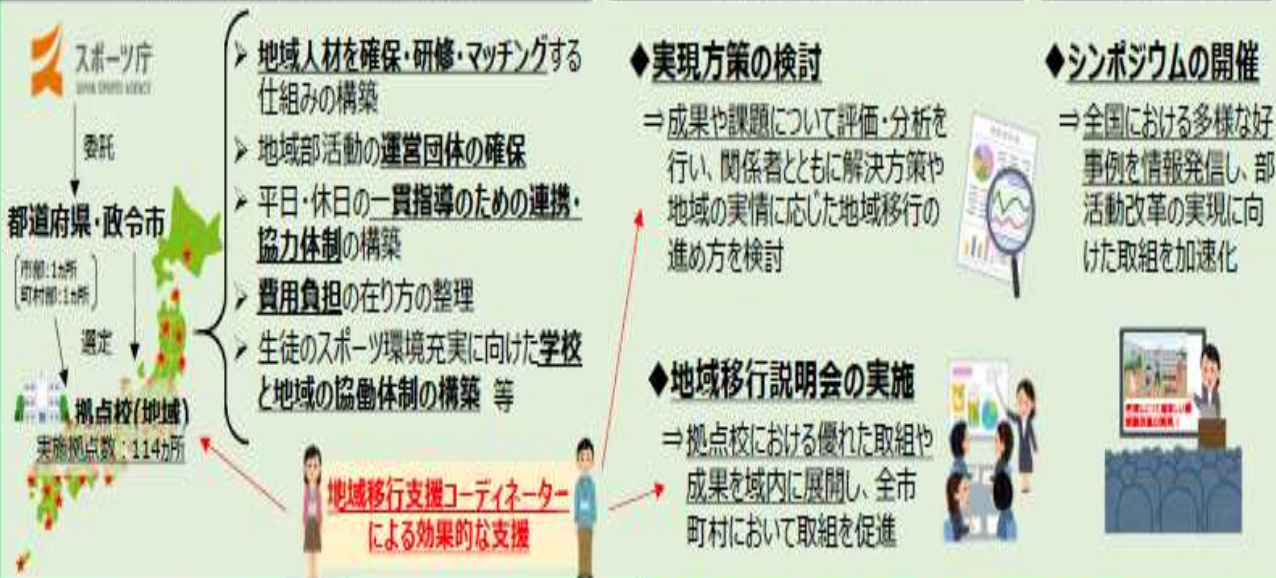 スポーツ庁
JAPAN SPORTS AGENCY
委託
都道府県・政令市
市部:1ヵ所
町村部:1ヵ所
選定
拠点校(地域)
実施拠点数:114ヵ所
➢ 地域人材を確保・研修・マッチングする
仕組みの構築
➢ 地域部活動の運営団体の確保
➢ 平日・休日の一貫指導のための連携・
協力体制の構築
➢ 費用負担の在り方の整理
➢ 生徒のスポーツ環境充実に向けた学校
と地域の協働体制の構築 等
地域移行支援コーディネーター
による効果的な支援
◆実現方策の検討
⇒成果や課題について評価・分析を
行い、関係者とともに解決方策や
地域の実情に応じた地域移行の
進め方を検討
◆地域移行説明会の実施
⇒拠点校における優れた取組や
成果を域内に展開し、全市
町村において取組を促進
◆シンポジウムの開催
⇒全国における多様な好
事例を情報発信し、部
活動改革の実現に向
けた取組を加速化